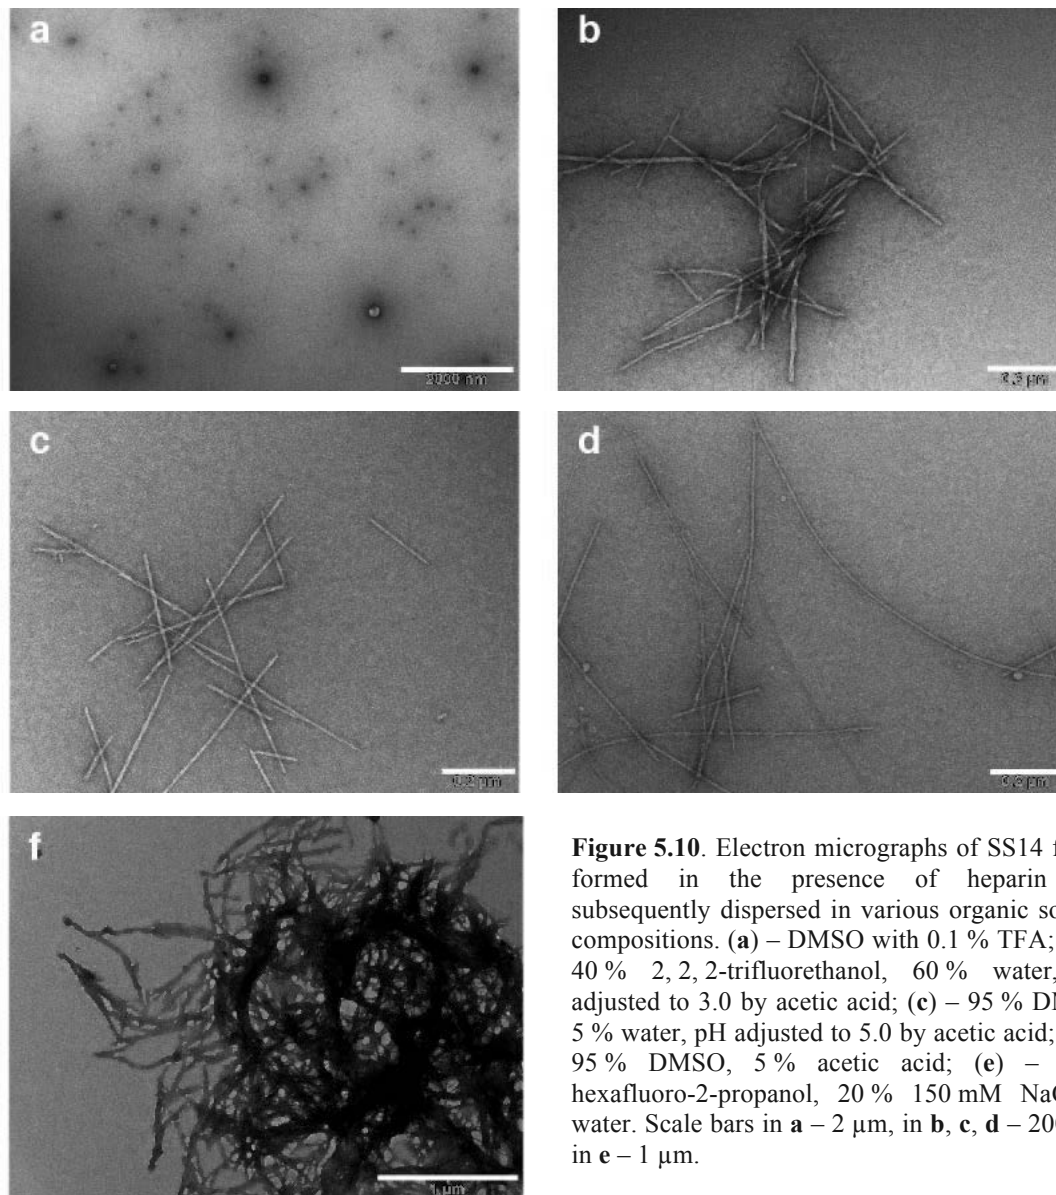 a
b
2000 nm
c
d
0.2 µm
f
1 µm
Figure 5.10. Electron micrographs of SS14 f
formed in the presence of heparin
subsequently dispersed in various organic so
compositions. (a) – DMSO with 0.1 % TFA;
40 % 2, 2, 2-trifluorethanol, 60 % water,
adjusted to 3.0 by acetic acid; (c) – 95 % DM
5 % water, pH adjusted to 5.0 by acetic acid;
95 % DMSO, 5 % acetic acid; (e) –
hexafluoro-2-propanol, 20 % 150 mM NaC
water. Scale bars in a – 2 µm, in b, c, d – 200
in e – 1 µm.